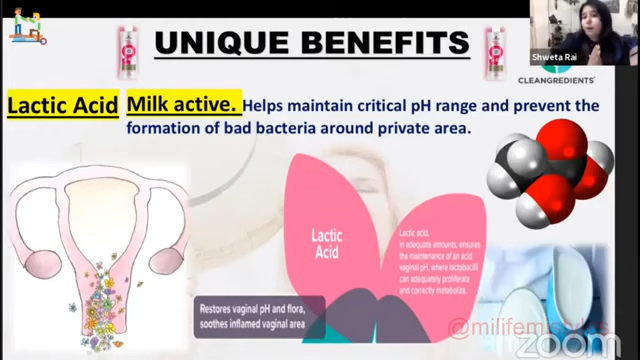 UNIQUE BENEFITS
Shweta Rai
CLEANGREDIENTS
Lactic Acid Milk active. Helps maintain critical pH range and prevent the
formation of bad bacteria around private area.
Lactic
Acid
Lactic acid,
in adequate amounts, ensures
the maintenance of an acid
vaginal pH, where lactobacilli
can adequately proliferate
and correctly metabolize.
Restores vaginal pH and flora,
soothes inflamed vaginal area
zoom